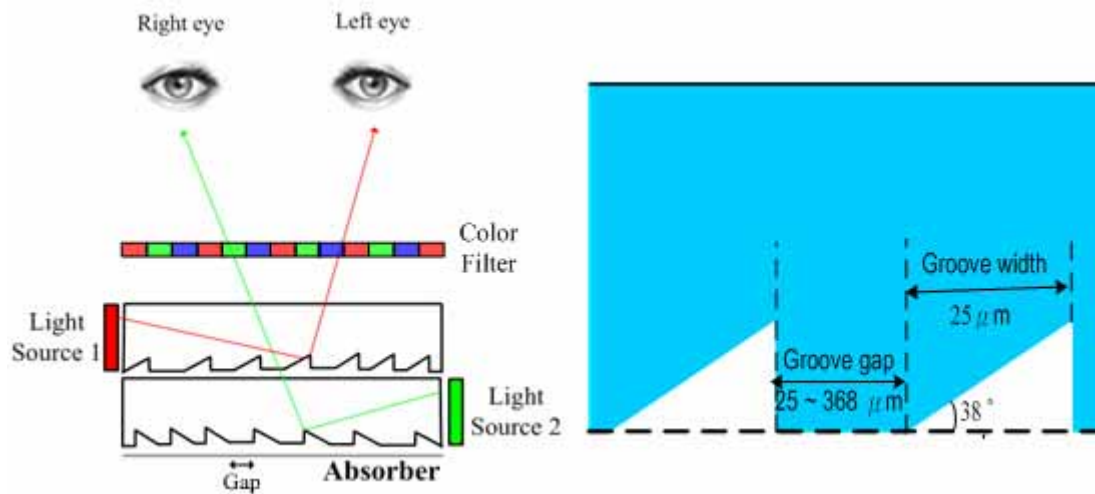 Right eye
Left eye
Color
Filter
Light
Source 1
Light
Source 2
Absorber
Gap
Groove width
25 μm
Groove gap
25 ~ 368 μm
38°